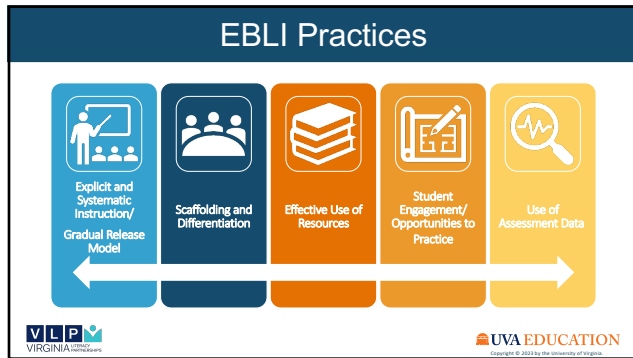 EBLI Practices
Explicit and
Systematic
Instruction/
Gradual Release
Model
Scaffolding and
Differentiation
Effective Use of
Resources
Student
Engagement/
Opportunities to
Practice
Use of
Assessment Data
VLP
VIRGINIA LITERACY PARTNERSHIPS
UVA EDUCATION
Copyright © 2023 by the University of Virginia